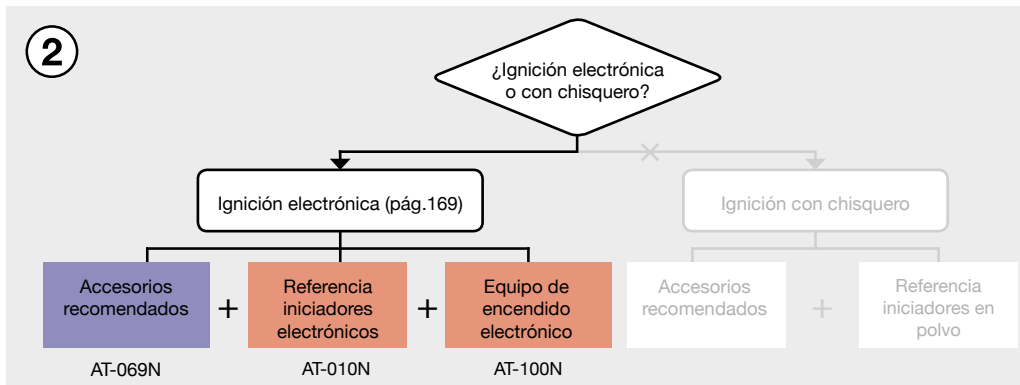 2
¿Ignición electrónica
o con chisquero?
Ignición electrónica (pág.169)
Ignición con chisquero
Accesorios
recomendados
+
Referencia
iniciadores
electrónicos
+
Equipo de
encendido
electrónico
Accesorios
recomendados
+
Referencia
iniciadores en
polvo
AT-069N
AT-010N
AT-100N